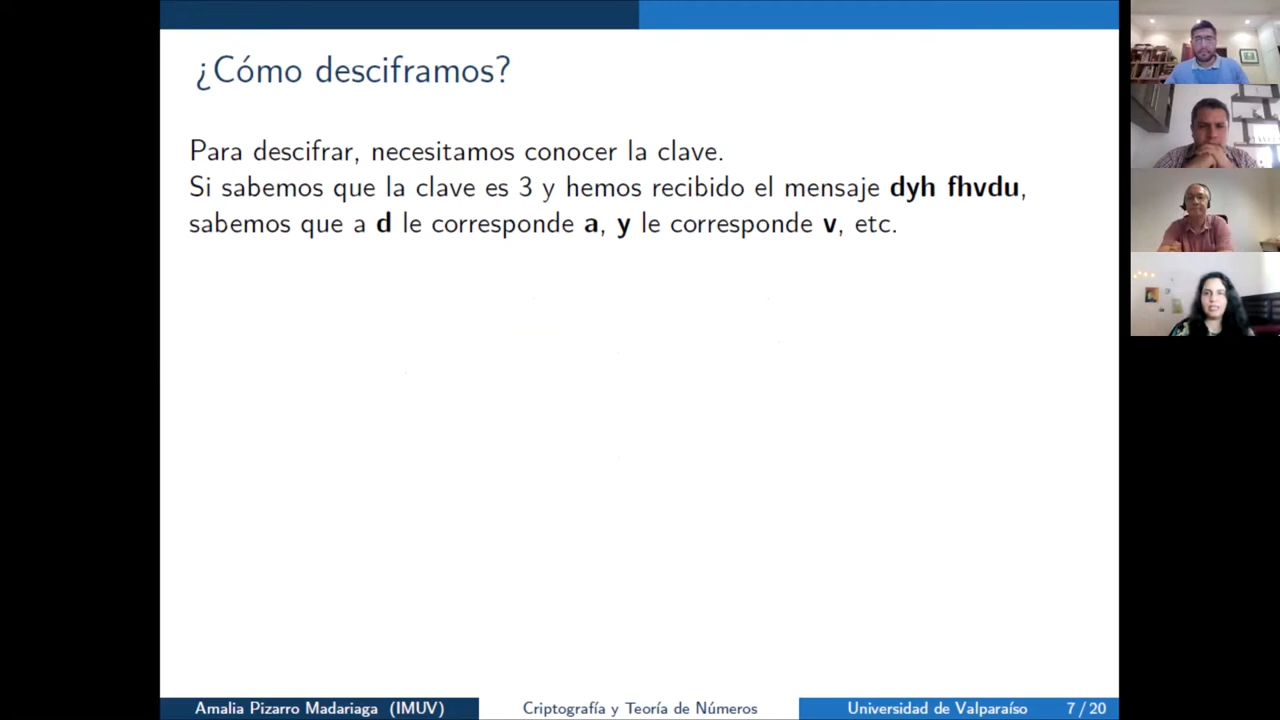 ¿Cómo desciframos?
Para descifrar, necesitamos conocer la clave.
Si sabemos que la clave es 3 y hemos recibido el mensaje dyh fhvdu,
sabemos que a d le corresponde a, y le corresponde v, etc.
Amalia Pizarro Madariaga (IMUV) Criptografía y Teoría de Números Universidad de Valparaíso 7 / 20